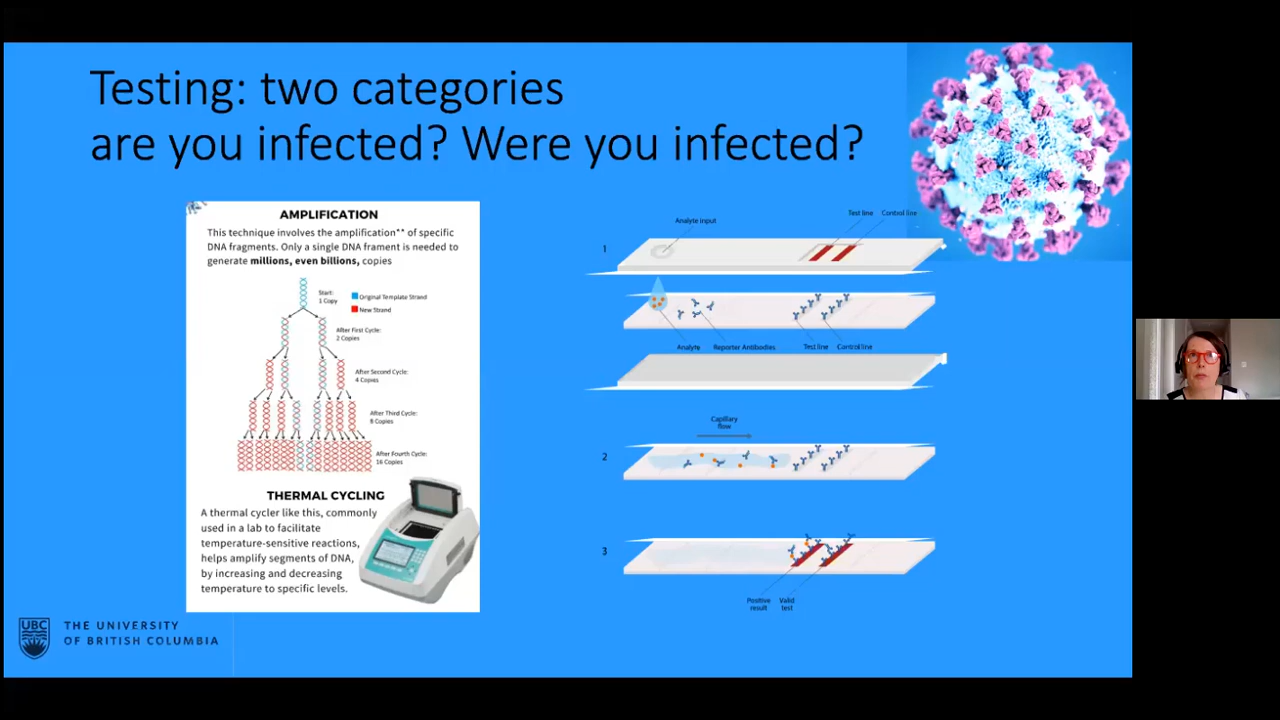 Testing: two categories
are you infected? Were you infected?
AMPLIFICATION
This technique involves the amplification** of specific
DNA fragments. Only a single DNA frament is needed to
generate millions, even billions, copies
Start:
1 Copy
Original Template Strand
New Strand
After First Cycle:
2 Copies
After Second Cycle:
4 Copies
After Third Cycle:
8 Copies
After Fourth Cycle:
16 Copies
THERMAL CYCLING
A thermal cycler like this, commonly
used in a lab to facilitate
temperature-sensitive reactions,
helps amplify segments of DNA,
by increasing and decreasing
temperature to specific levels.
Test line Control line
Analyte input
1
Analyte Reporter Antibodies Test line Control line
Capillary
flow
2
3
Positive
result
Valid
test
UBC
THE UNIVERSITY
OF BRITISH COLUMBIA